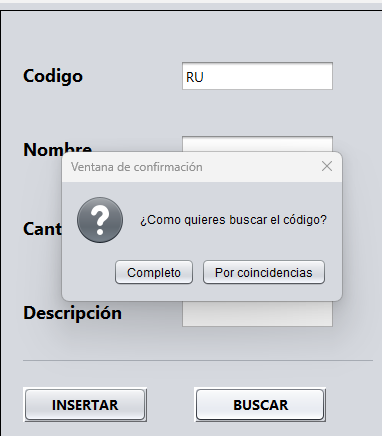 Codigo
RU
Nombre
Ventana de confirmación
¿Como quieres buscar el código?
Cant
Completo
Por coincidencias
Descripción
INSERTAR
BUSCAR